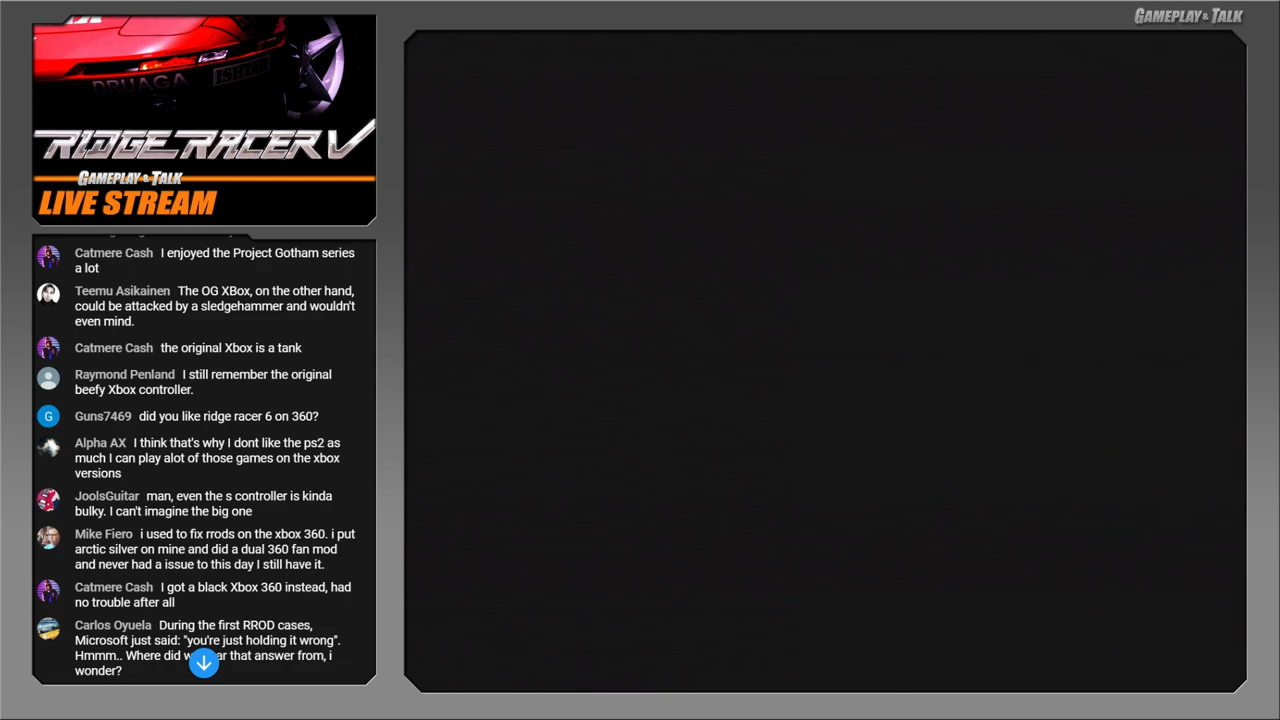 GAMEPLAY & TALK
DRUAGA
ISHTAR
RIDGE RACER V
GAMEPLAY & TALK
LIVE STREAM
Catmere Cash I enjoyed the Project Gotham series
a lot
Teemu Asikainen The OG XBox, on the other hand,
could be attacked by a sledgehammer and wouldn't
even mind.
Catmere Cash the original Xbox is a tank
Raymond Penland I still remember the original
beefy Xbox controller.
G Guns7469 did you like ridge racer 6 on 360?
Alpha AX I think that's why I dont like the ps2 as
much I can play alot of those games on the xbox
versions
JoolsGuitar man, even the s controller is kinda
bulky. I can't imagine the big one
Mike Fiero i used to fix rrods on the xbox 360. i put
arctic silver on mine and did a dual 360 fan mod
and never had a issue to this day I still have it.
Catmere Cash I got a black Xbox 360 instead, had
no trouble after all
Carlos Oyuela During the first RROD cases,
Microsoft just said: "you're just holding it wrong".
Hmmm.. Where did that answer from, i
wonder?